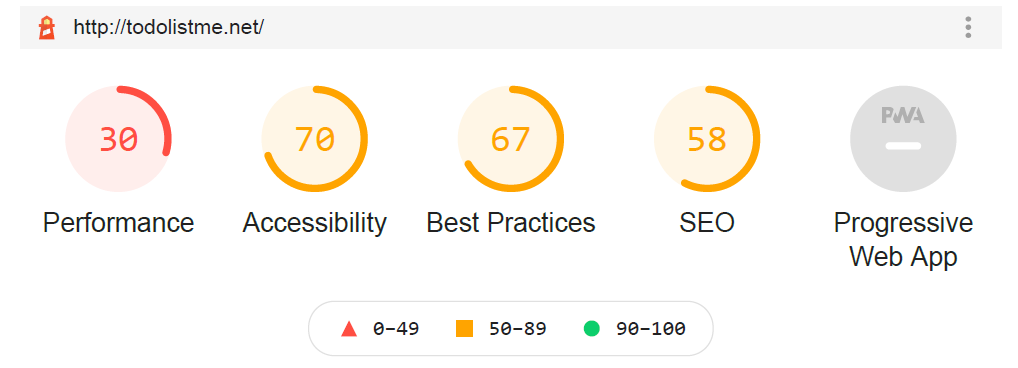 http://todolistme.net/
30 70 67 58 PWA
Performance Accessibility Best Practices SEO Progressive
Web App
0–49 50–89 90–100